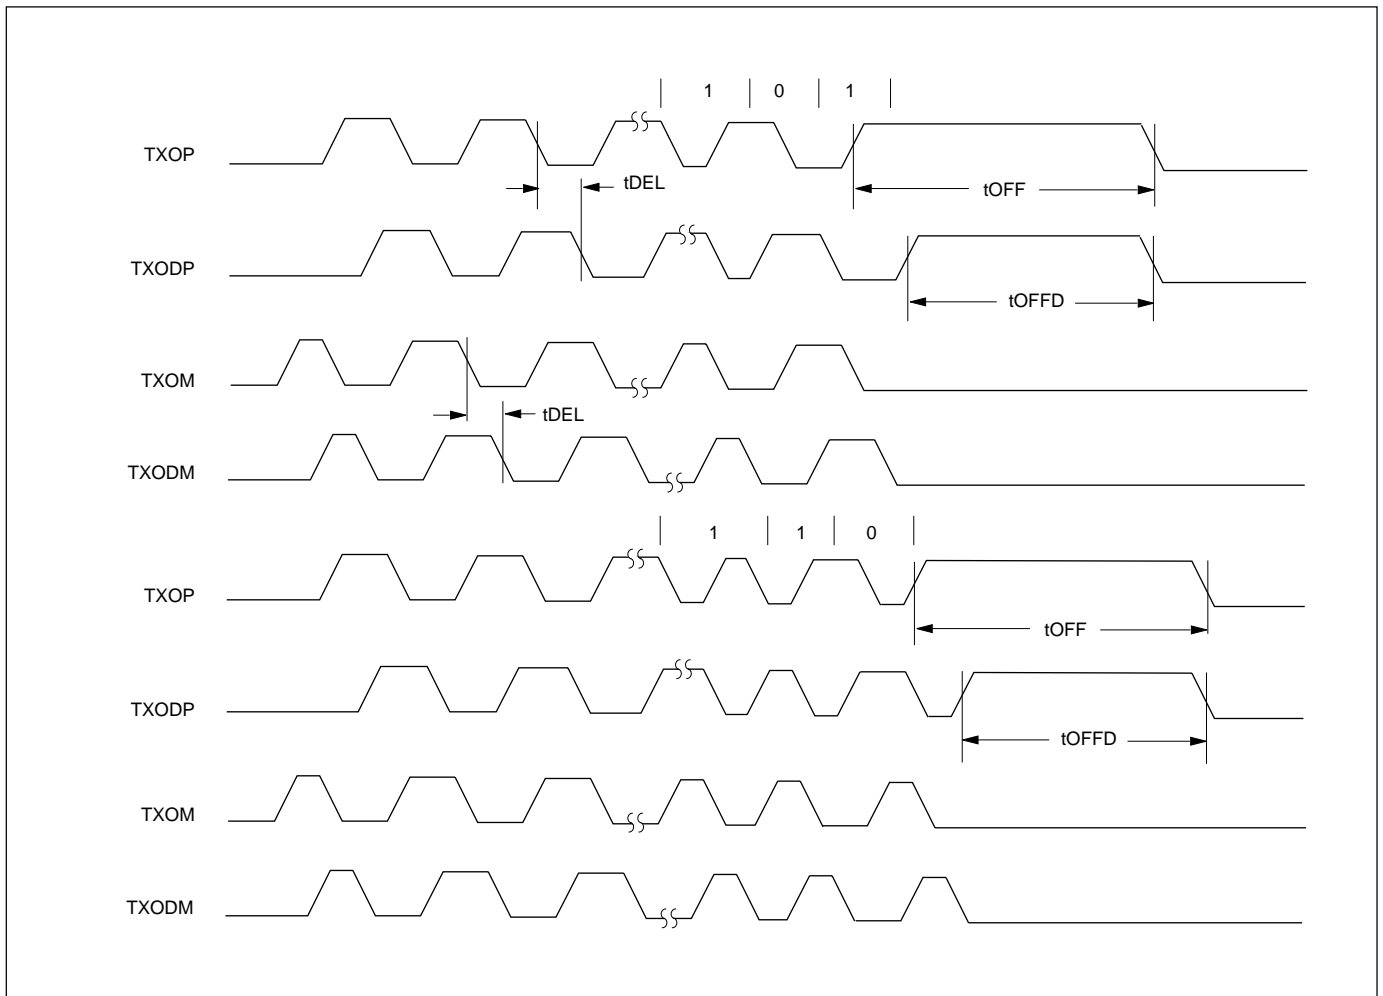 1 0 1
TXOP
tDEL
tOFF
TXODP
tOFFD
TXOM
tDEL
TXODM
1 1 0
TXOP
tOFF
TXODP
tOFFD
TXOM
TXODM